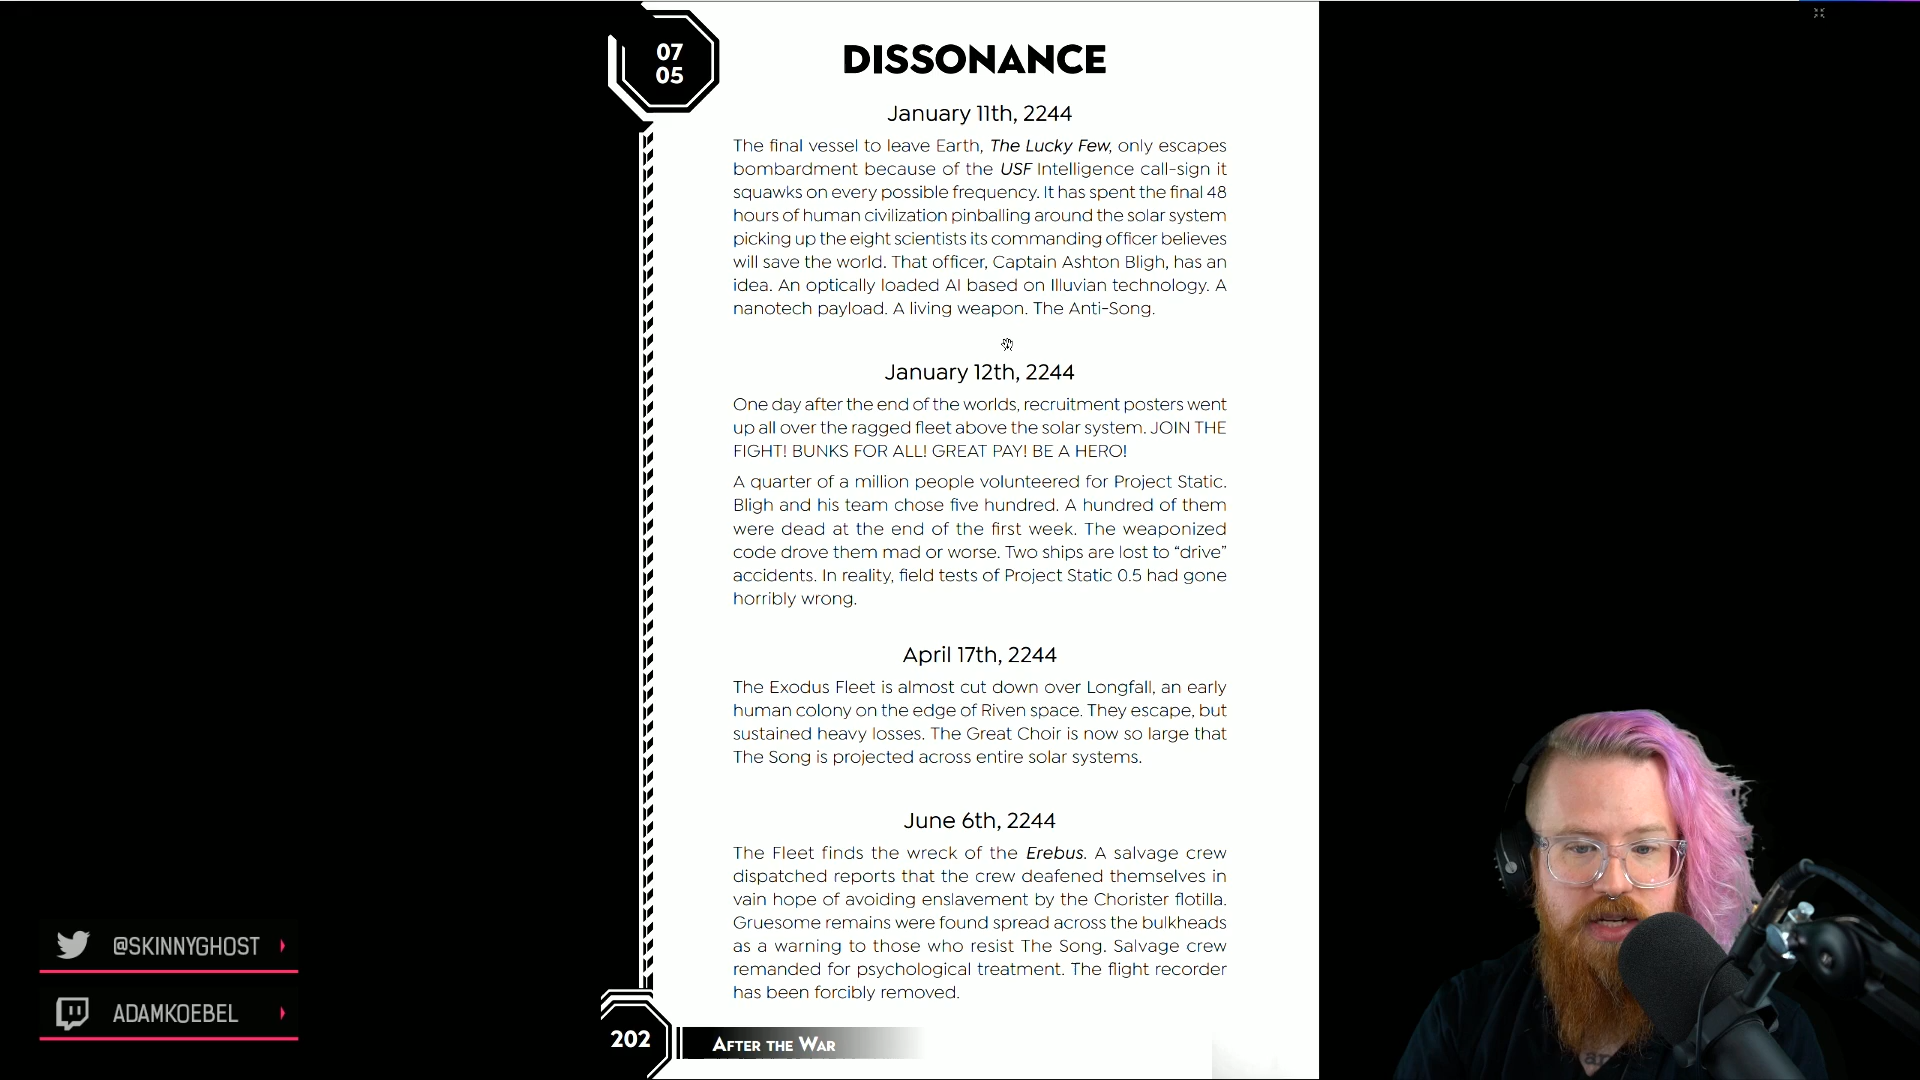 07
05
DISSONANCE
January 11th, 2244
The final vessel to leave Earth, The Lucky Few, only escapes
bombardment because of the USF Intelligence call-sign it
squawks on every possible frequency. It has spent the final 48
hours of human civilization pinballing around the solar system
picking up the eight scientists its commanding officer believes
will save the world. That officer, Captain Ashton Bligh, has an
idea. An optically loaded AI based on Illuvian technology. A
nanotech payload. A living weapon. The Anti-Song.
January 12th, 2244
One day after the end of the worlds, recruitment posters went
up all over the ragged fleet above the solar system. JOIN THE
FIGHT! BUNKS FOR ALL! GREAT PAY! BE A HERO!
A quarter of a million people volunteered for Project Static.
Bligh and his team chose five hundred. A hundred of them
were dead at the end of the first week. The weaponized
code drove them mad or worse. Two ships are lost to “drive”
accidents. In reality, field tests of Project Static 0.5 had gone
horribly wrong.
April 17th, 2244
The Exodus Fleet is almost cut down over Longfall, an early
human colony on the edge of Riven space. They escape, but
sustained heavy losses. The Great Choir is now so large that
The Song is projected across entire solar systems.
June 6th, 2244
The Fleet finds the wreck of the Erebus. A salvage crew
dispatched reports that the crew deafened themselves in
vain hope of avoiding enslavement by the Chorister flotilla.
Gruesome remains were found spread across the bulkheads
as a warning to those who resist The Song. Salvage crew
remanded for psychological treatment. The flight recorder
has been forcibly removed.
202
AFTER THE WAR
@SKINNYGHOST
ADAMKOEBEL